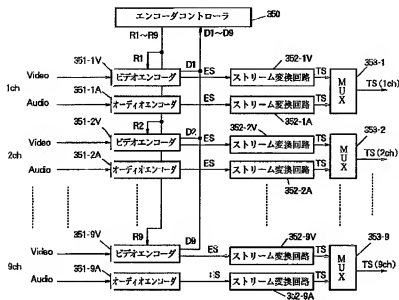 エンコーダコントローラ
350
R1~R9
D1~D9
351-1V
R1
D1
352-1V
353-1
Video
ビデオエンコーダ
ES
ストリーム変換回路
TS
MUX
TS(1ch)
1ch
351-1A
Audio
オーディオエンコーダ
ES
ストリーム変換回路
TS
352-1A
351-2V
R2
D2
352-2V
353-2
Video
ビデオエンコーダ
ES
ストリーム変換回路
TS
MUX
TS(2ch)
2ch
351-2A
Audio
オーディオエンコーダ
ES
ストリーム変換回路
TS
352-2A
351-9V
R9
D9
352-9V
353-9
Video
ビデオエンコーダ
ES
ストリーム変換回路
TS
MUX
TS(9ch)
9ch
351-9A
Audio
オーディオエンコーダ
ES
ストリーム変換回路
TS
352-9A